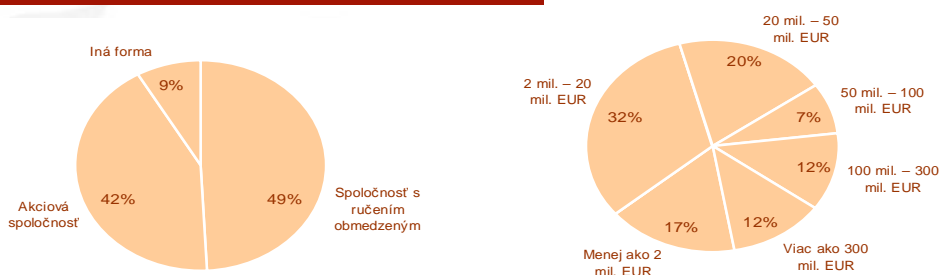 Iná forma
9%
42%
49%
Akciová
spoločnosť
Spoločnosť s
ručením
obmedzeným
20 mil. – 50
mil. EUR
20%
2 mil. – 20
mil. EUR
32%
50 mil. – 100
mil. EUR
7%
12%
100 mil. – 300
mil. EUR
12%
17%
Menej ako 2
mil. EUR
Viac ako 300
mil. EUR